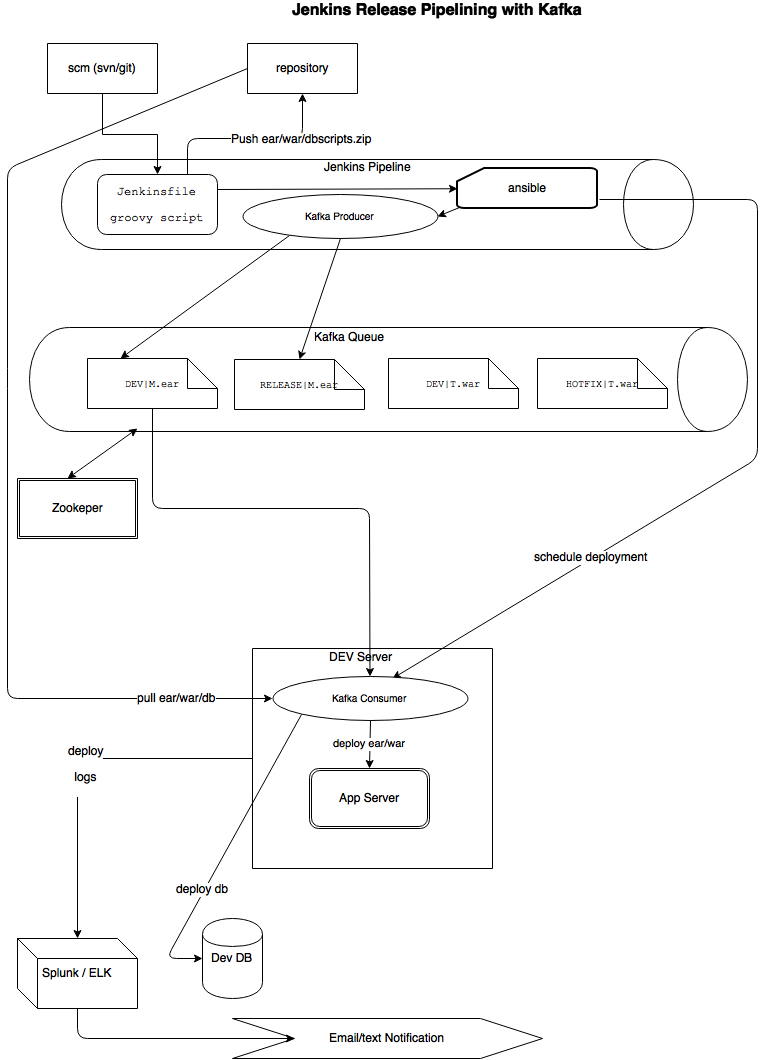 Jenkins Release Pipelining with Kafka
scm (svn/git)
repository
Push ear/war/dbscripts.zip
Jenkins Pipeline
Jenkinsfile
groovy script
ansible
Kafka Producer
Kafka Queue
DEV|M.ear
RELEASE|M.ear
DEV|T.war
HOTFIX|T.war
Zookeper
schedule deployment
DEV Server
pull ear/war/db
Kafka Consumer
deploy ear/war
deploy
logs
App Server
deploy db
Dev DB
Splunk / ELK
Email/text Notification